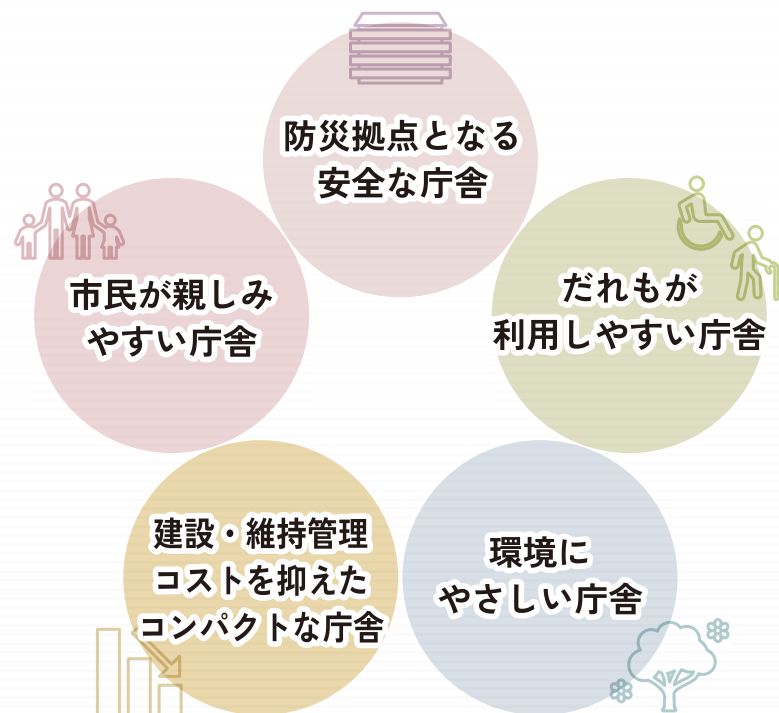 防災拠点となる
安全な庁舎
市民が親しみ
やすい庁舎
だれもが
利用しやすい庁舎
建設・維持管理
コストを抑えた
コンパクトな庁舎
環境に
やさしい庁舎